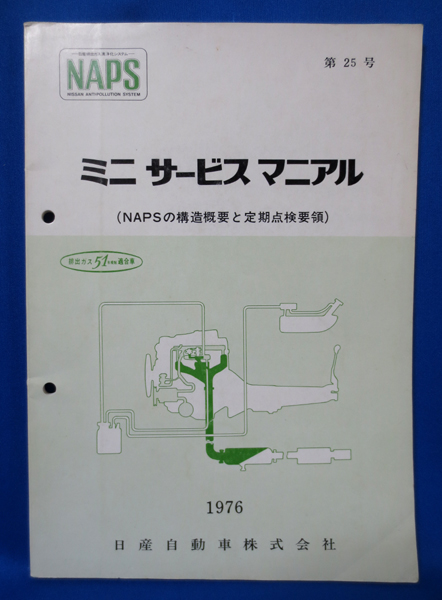 NAPS
NISSAN ANTIPOLLUTION SYSTEM
第25号
ミニ サービス マニアル
(NAPSの構造概要と定期点検要領)
排出ガス 51年規制 適合車
1976
日産自動車株式会社